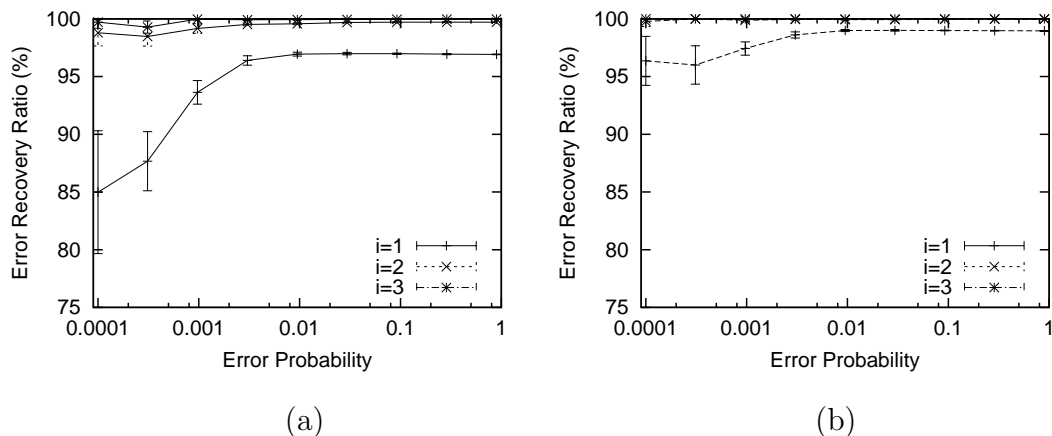 100
95
90
85
80
75
0.0001
0.001
0.01
0.1
1
Error Recovery Ratio (%)
Error Probability
i=1
i=2
i=3
(a)
100
95
90
85
80
75
0.0001
0.001
0.01
0.1
1
Error Recovery Ratio (%)
Error Probability
i=1
i=2
i=3
(b)